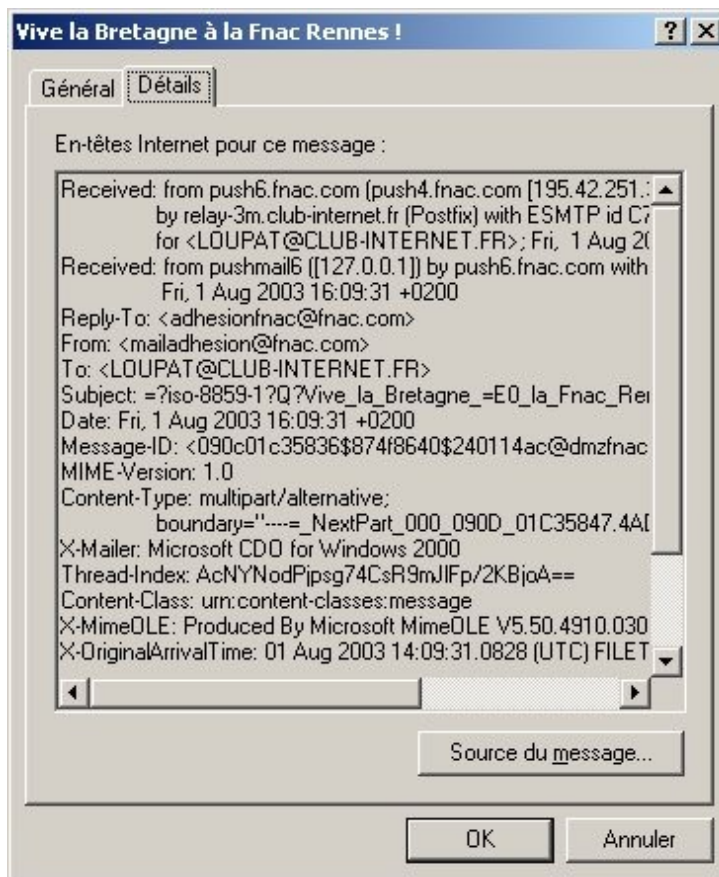 Vive la Bretagne à la Fnac Rennes !
Général
Détails
En-têtes Internet pour ce message :
Received: from push6.fnac.com (push4.fnac.com [195.42.251.
by relay-3m.club-internet.fr (Postfix) with ESMTP id C7
for <LOUPAT@CLUB-INTERNET.FR>; Fri, 1 Aug 20
Received: from pushmail6 ([127.0.0.1]) by push6.fnac.com with
Fri, 1 Aug 2003 16:09:31 +0200
Reply-To: <adhesionfnac@fnac.com>
From: <mailadhesion@fnac.com>
To: <LOUPAT@CLUB-INTERNET.FR>
Subject: =?iso-8859-1?Q?Vive_la_Bretagne_=E0_la_Fnac_Rer
Date: Fri, 1 Aug 2003 16:09:31 +0200
Message-ID: <090c01c35836$874f8640$240114ac@dmzfnac
MIME-Version: 1.0
Content-Type: multipart/alternative;
boundary="----=_NextPart_000_090D_01C35847.4AD
X-Mailer: Microsoft CDO for Windows 2000
Thread-Index: AcNYNodPjpsg74CsR9mJIFp/2KBjoA==
Content-Class: urn:content-classes:message
X-MimeOLE: Produced By Microsoft MimeOLE V5.50.4910.030
X-OriginalArrivalTime: 01 Aug 2003 14:09:31.0828 (UTC) FILET
Source du message...
OK
Annuler